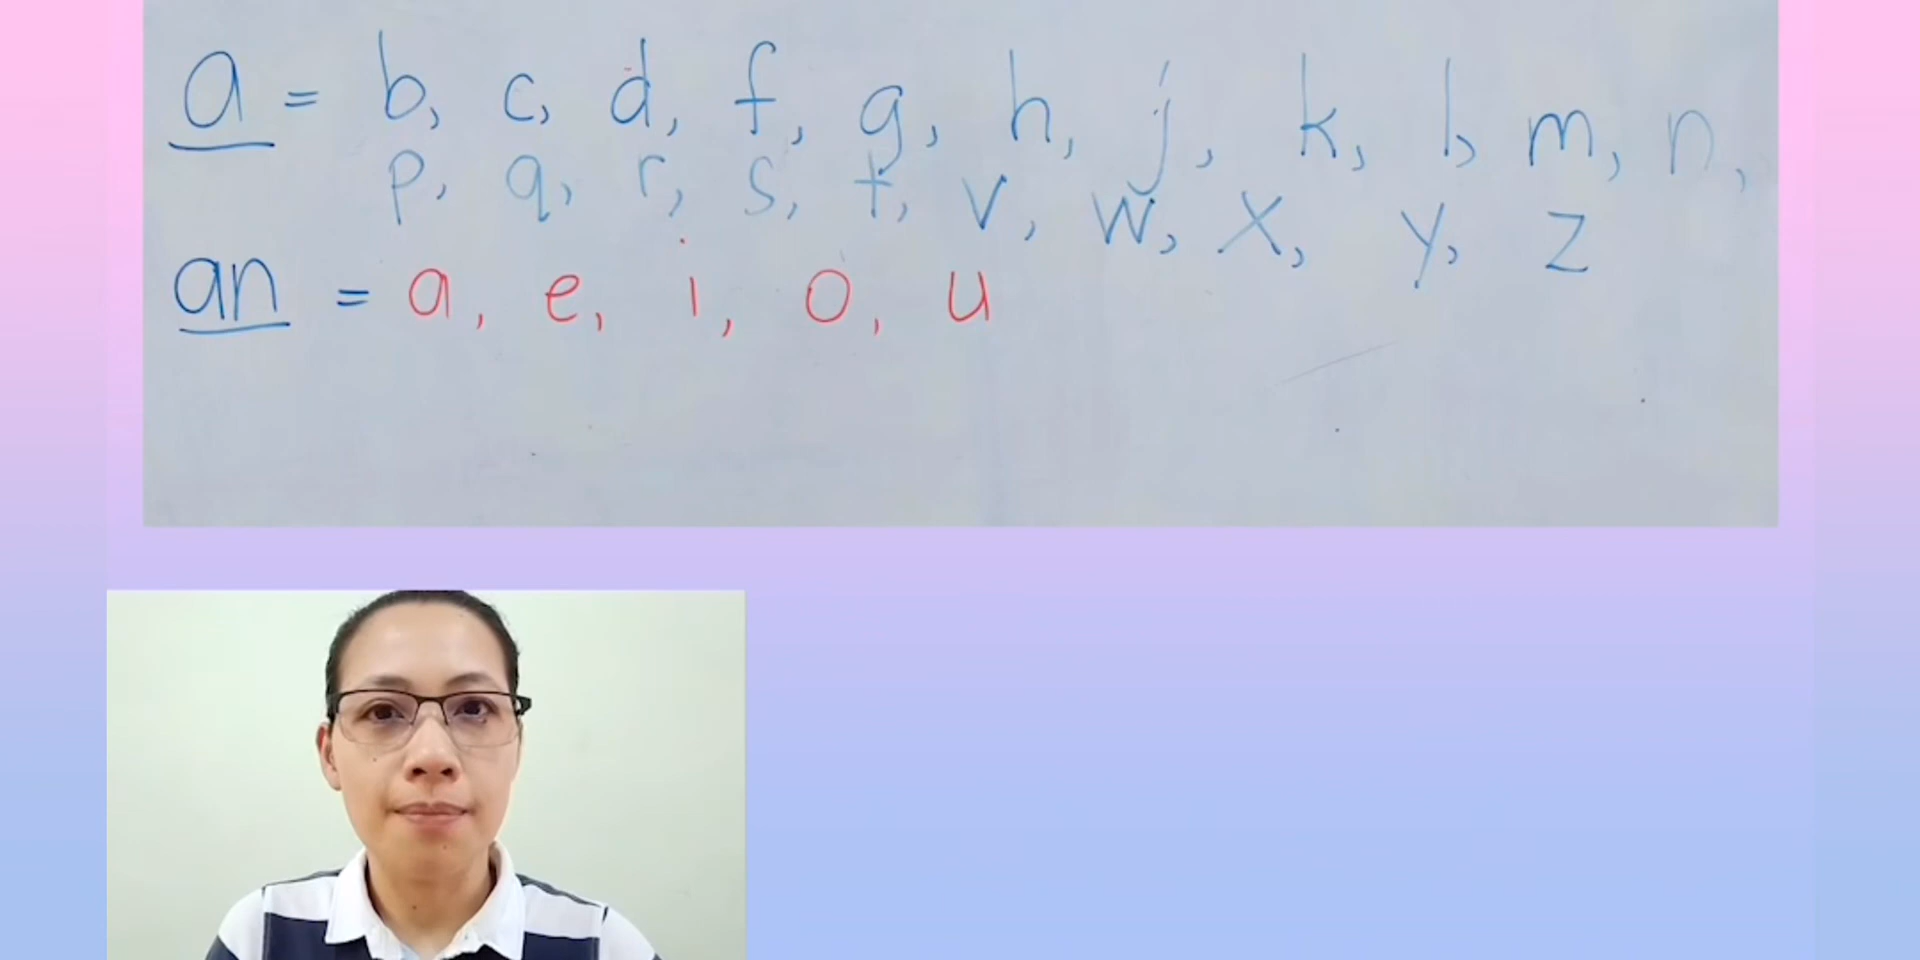 a = b, c, d, f, g, h, j, k, l, m, n,
p, q, r, s, t, v, w, x, y, z
an = a, e, i, o, u